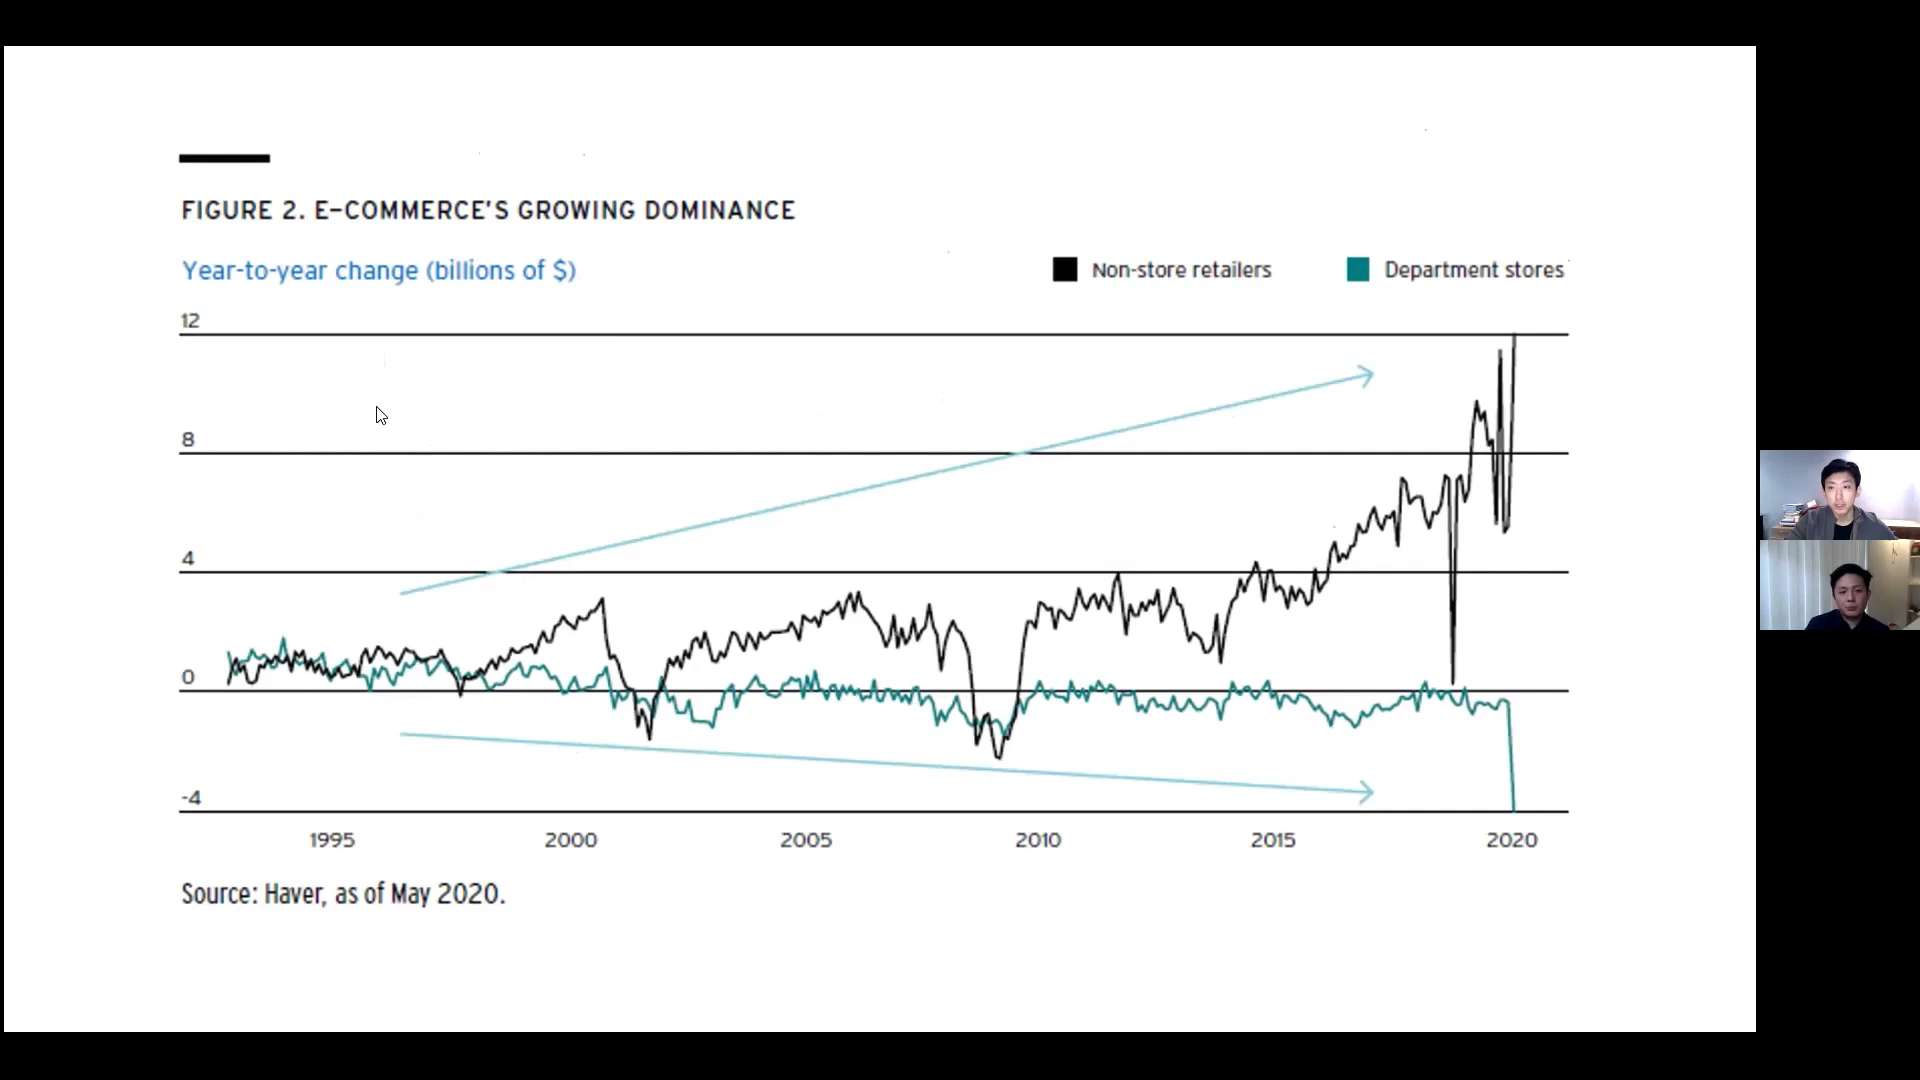 FIGURE 2. E-COMMERCE'S GROWING DOMINANCE
Year-to-year change (billions of $)
Non-store retailers
Department stores
12
8
4
0
-4
1995
2000
2005
2010
2015
2020
Source: Haver, as of May 2020.